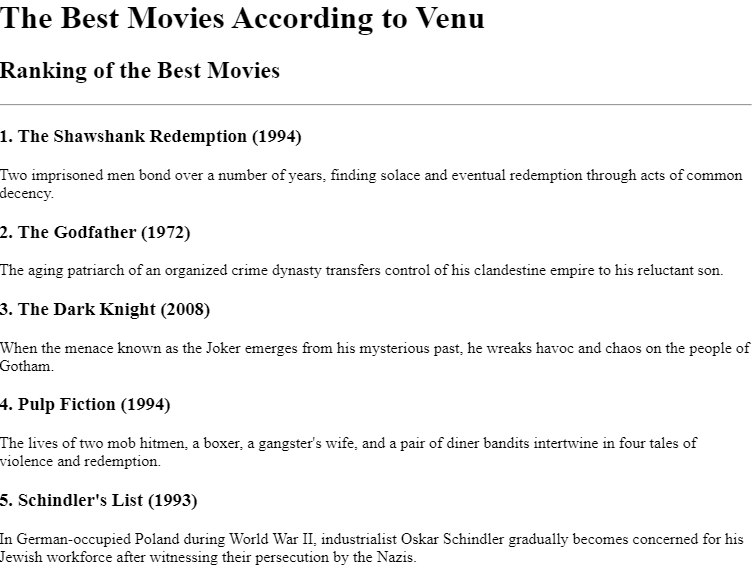 The Best Movies According to Venu
Ranking of the Best Movies
1. The Shawshank Redemption (1994)
Two imprisoned men bond over a number of years, finding solace and eventual redemption through acts of common
decency.
2. The Godfather (1972)
The aging patriarch of an organized crime dynasty transfers control of his clandestine empire to his reluctant son.
3. The Dark Knight (2008)
When the menace known as the Joker emerges from his mysterious past, he wreaks havoc and chaos on the people of
Gotham.
4. Pulp Fiction (1994)
The lives of two mob hitmen, a boxer, a gangster's wife, and a pair of diner bandits intertwine in four tales of
violence and redemption.
5. Schindler's List (1993)
In German-occupied Poland during World War II, industrialist Oskar Schindler gradually becomes concerned for his
Jewish workforce after witnessing their persecution by the Nazis.